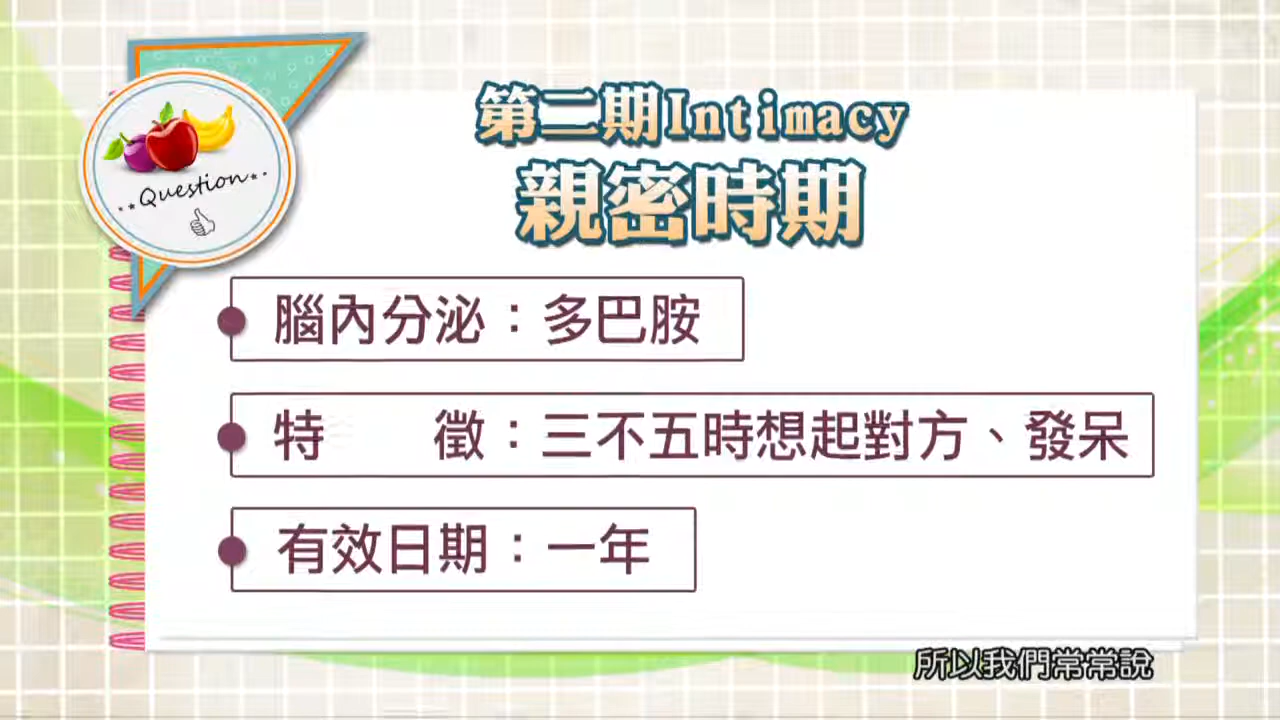 Question
第二期Intimacy
親密時期
腦內分泌：多巴胺
特 徵：三不五時想起對方、發呆
有效日期：一年
所以我們常常說